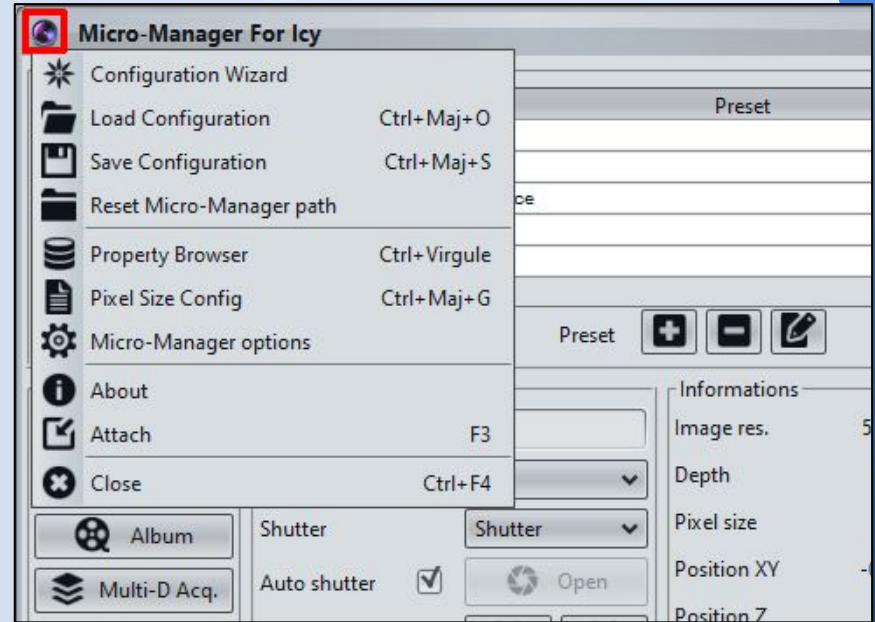 Micro-Manager For Icy
Configuration Wizard
Load Configuration Ctrl+Maj+O
Save Configuration Ctrl+Maj+S
Reset Micro-Manager path
Property Browser Ctrl+Virgule
Pixel Size Config Ctrl+Maj+G
Micro-Manager options
About
Attach F3
Close Ctrl+F4
Preset
Preset
Album
Multi-D Acq.
Shutter Shutter
Auto shutter Open
Informations
Image res.
Depth
Pixel size
Position XY
Position Z